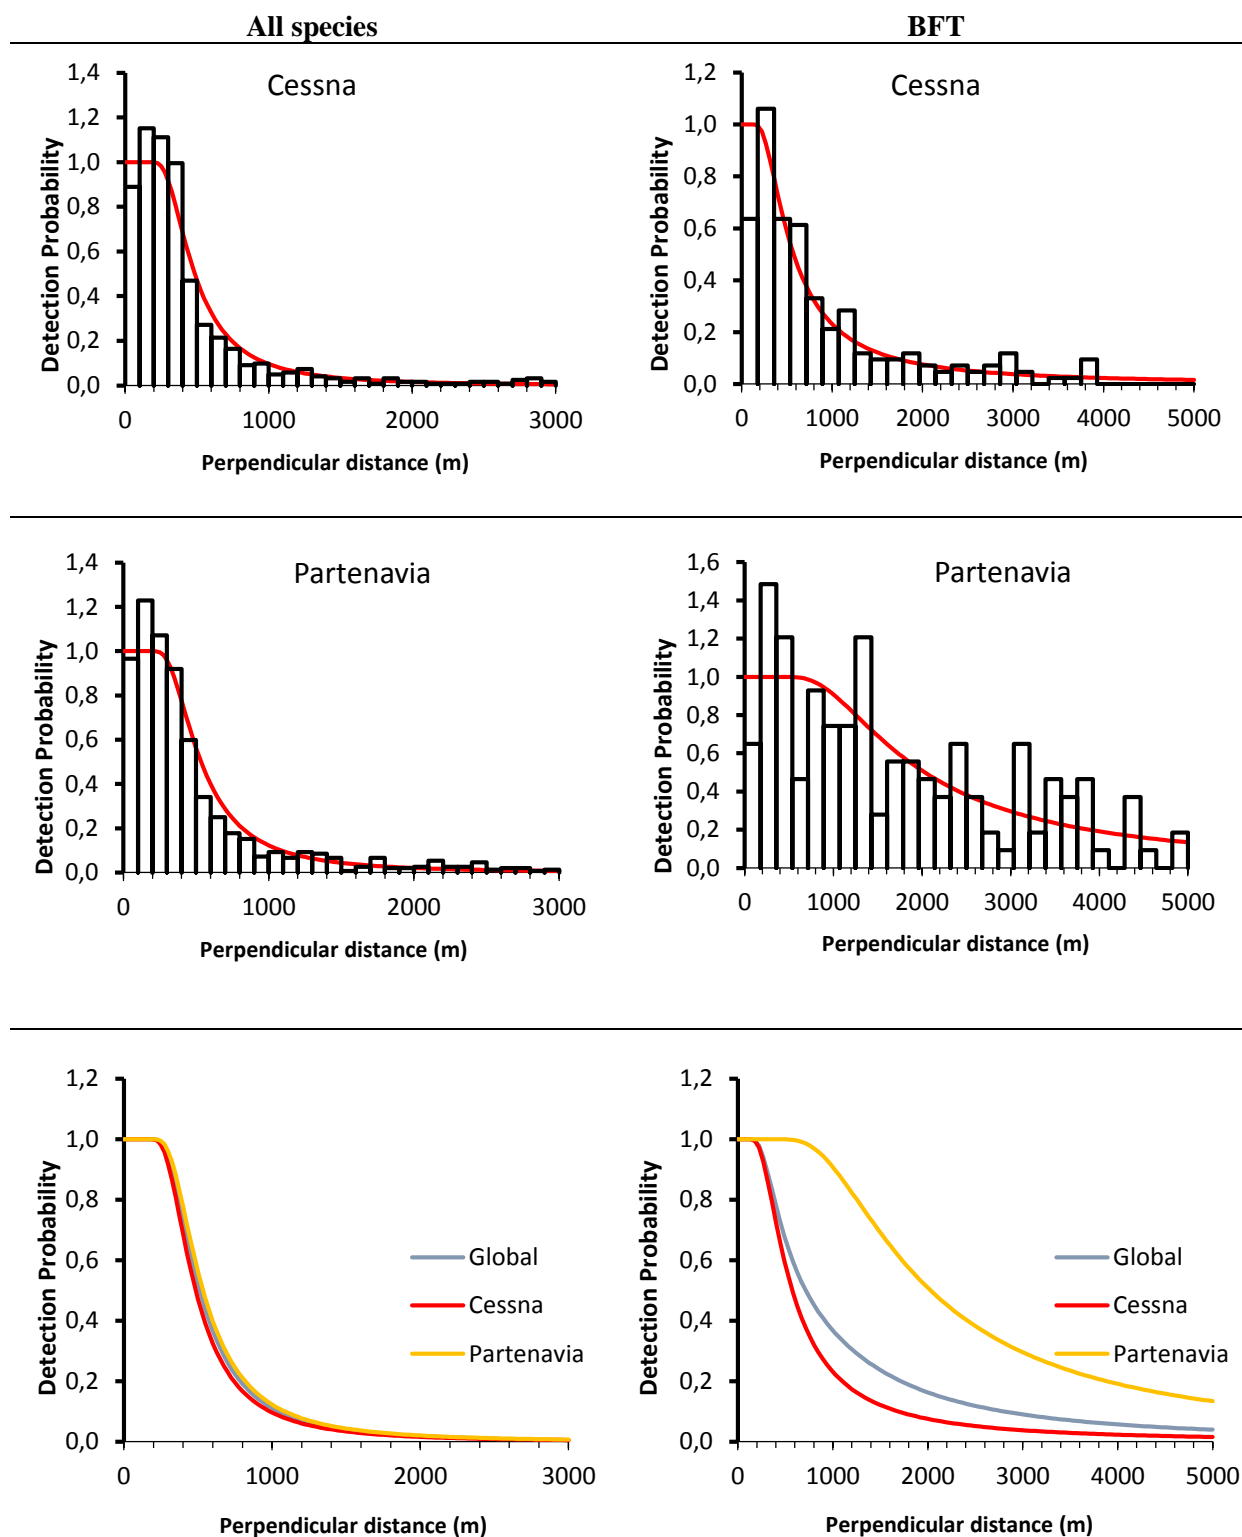 All species
BFT
Cessna
1,4
1,2
1,0
0,8
0,6
0,4
0,2
0,0
Detection Probability
0 1000 2000 3000
Perpendicular distance (m)
Cessna
1,2
1,0
0,8
0,6
0,4
0,2
0,0
Detection Probability
0 1000 2000 3000 4000 5000
Perpendicular distance (m)
Partenavia
1,4
1,2
1,0
0,8
0,6
0,4
0,2
0,0
Detection Probability
0 1000 2000 3000
Perpendicular distance (m)
Partenavia
1,6
1,4
1,2
1,0
0,8
0,6
0,4
0,2
0,0
Detection Probability
0 1000 2000 3000 4000 5000
Perpendicular distance (m)
1,2
1,0
0,8
0,6
0,4
0,2
0,0
Detection Probability
Global
Cessna
Partenavia
0 1000 2000 3000
Perpendicular distance (m)
1,2
1,0
0,8
0,6
0,4
0,2
0,0
Detection Probability
Global
Cessna
Partenavia
0 1000 2000 3000 4000 5000
Perpendicular distance (m)